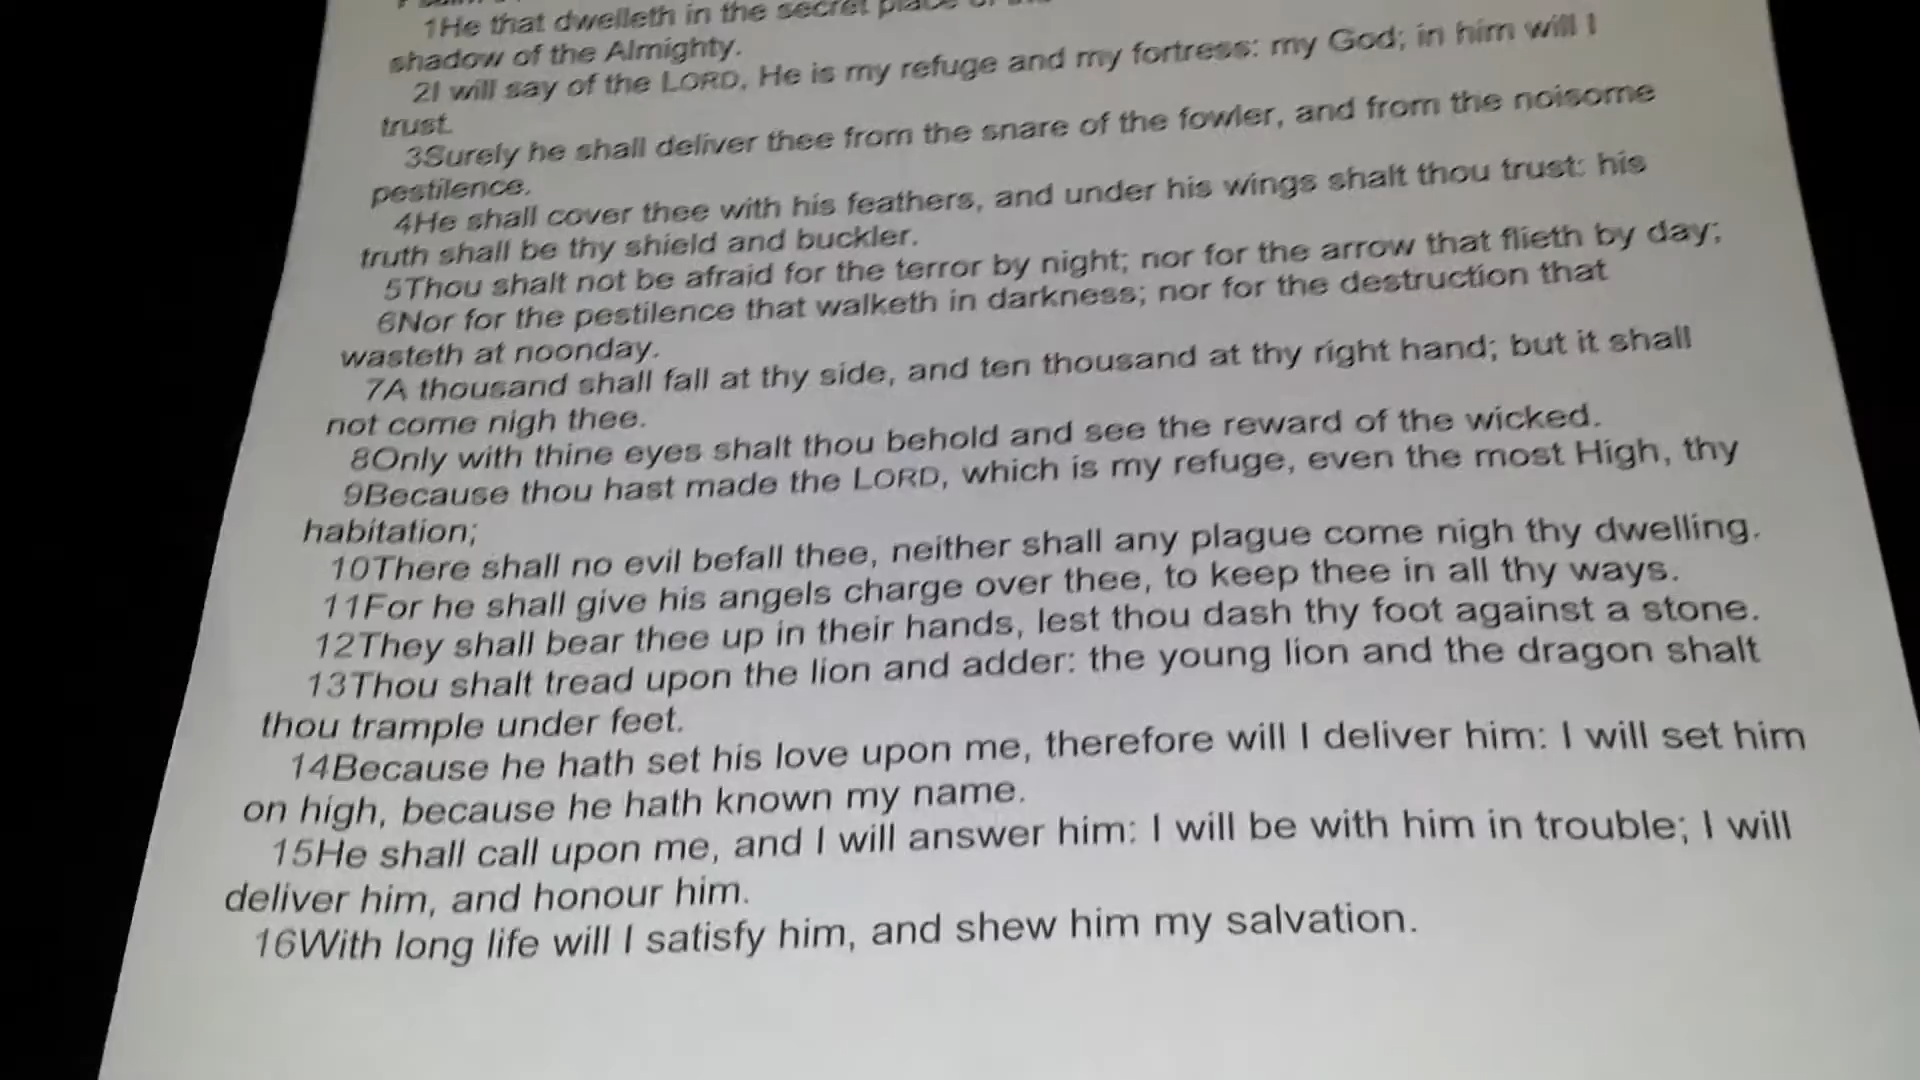 1He that dwelleth in the secret place of the
shadow of the Almighty.
2I will say of the LORD, He is my refuge and my fortress: my God; in him will I
trust.
3Surely he shall deliver thee from the snare of the fowler, and from the noisome
pestilence.
4He shall cover thee with his feathers, and under his wings shalt thou trust: his
truth shall be thy shield and buckler.
5Thou shalt not be afraid for the terror by night; nor for the arrow that flieth by day;
6Nor for the pestilence that walketh in darkness; nor for the destruction that
wasteth at noonday.
7A thousand shall fall at thy side, and ten thousand at thy right hand; but it shall
not come nigh thee.
8Only with thine eyes shalt thou behold and see the reward of the wicked.
9Because thou hast made the LORD, which is my refuge, even the most High, thy
habitation;
10There shall no evil befall thee, neither shall any plague come nigh thy dwelling.
11For he shall give his angels charge over thee, to keep thee in all thy ways.
12They shall bear thee up in their hands, lest thou dash thy foot against a stone.
13Thou shalt tread upon the lion and adder: the young lion and the dragon shalt
thou trample under feet.
14Because he hath set his love upon me, therefore will I deliver him: I will set him
on high, because he hath known my name.
15He shall call upon me, and I will answer him: I will be with him in trouble; I will
deliver him, and honour him.
16With long life will I satisfy him, and shew him my salvation.